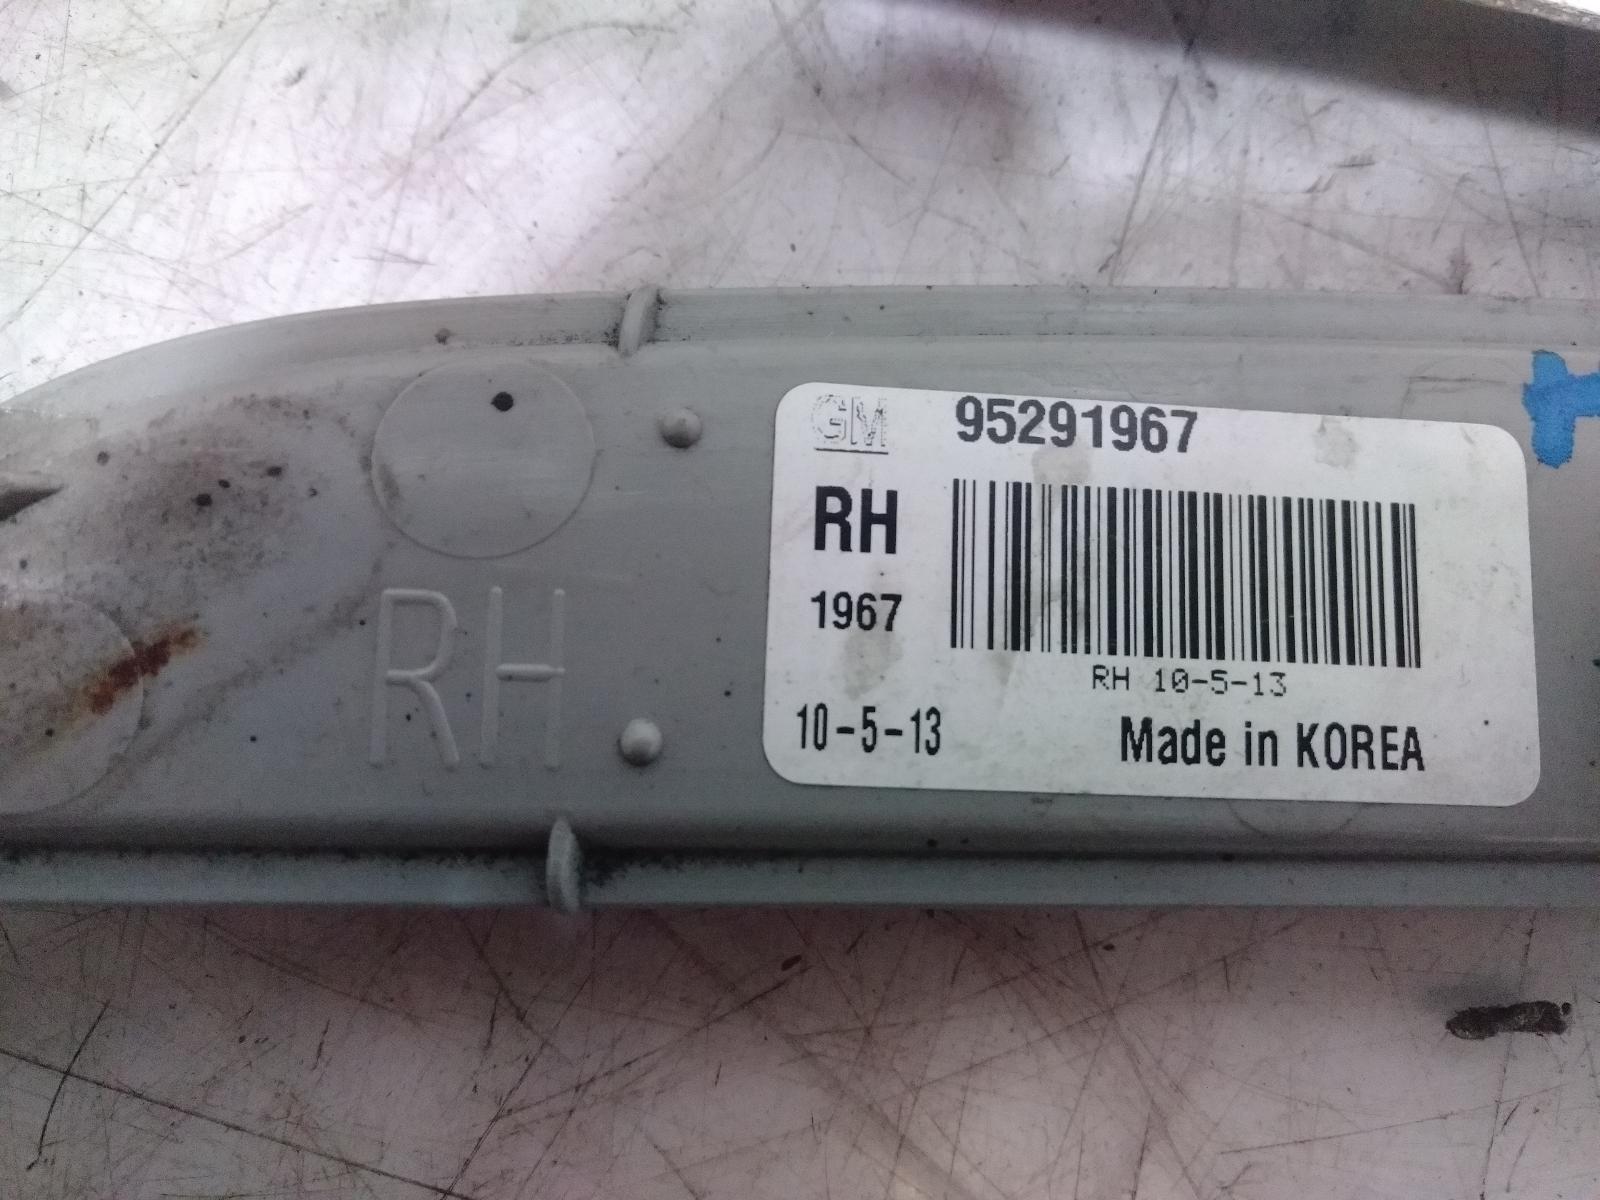 GM 95291967
RH
1967
RH 10-5-13
10-5-13 Made in KOREA
RH